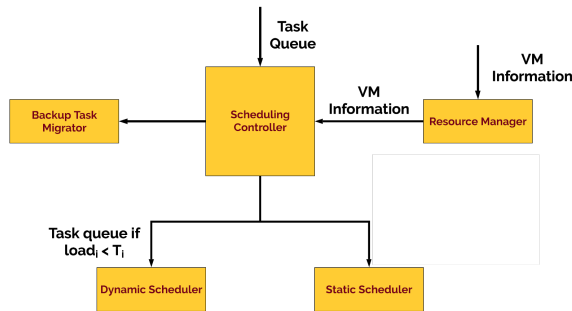 Task
Queue
VM
Information
VM
Information
Backup Task
Migrator
Scheduling
Controller
Resource Manager
Task queue if
loadᵢ < Tᵢ
Dynamic Scheduler
Static Scheduler